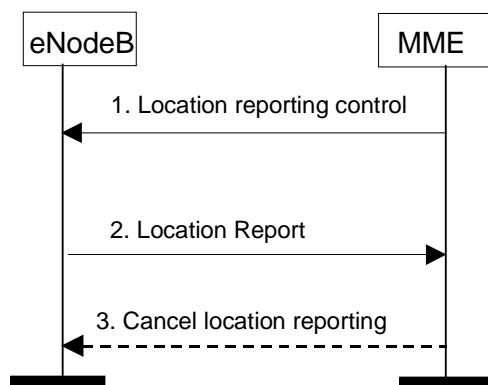 eNodeB
MME
1. Location reporting control
2. Location Report
3. Cancel location reporting